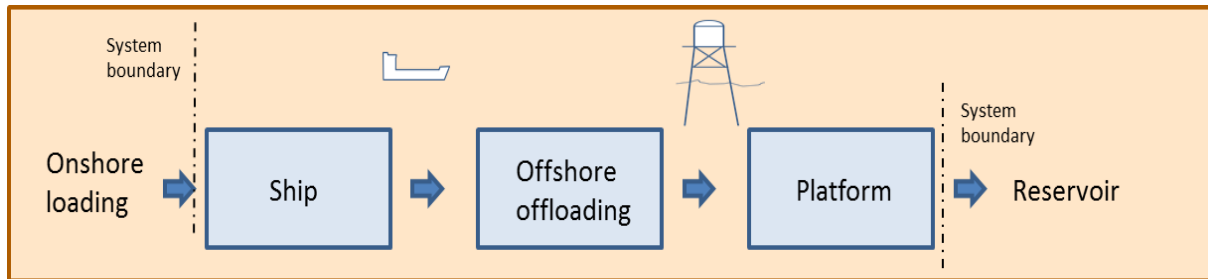 System
boundary
System
boundary
Onshore
loading
Ship
Offshore
offloading
Platform
Reservoir